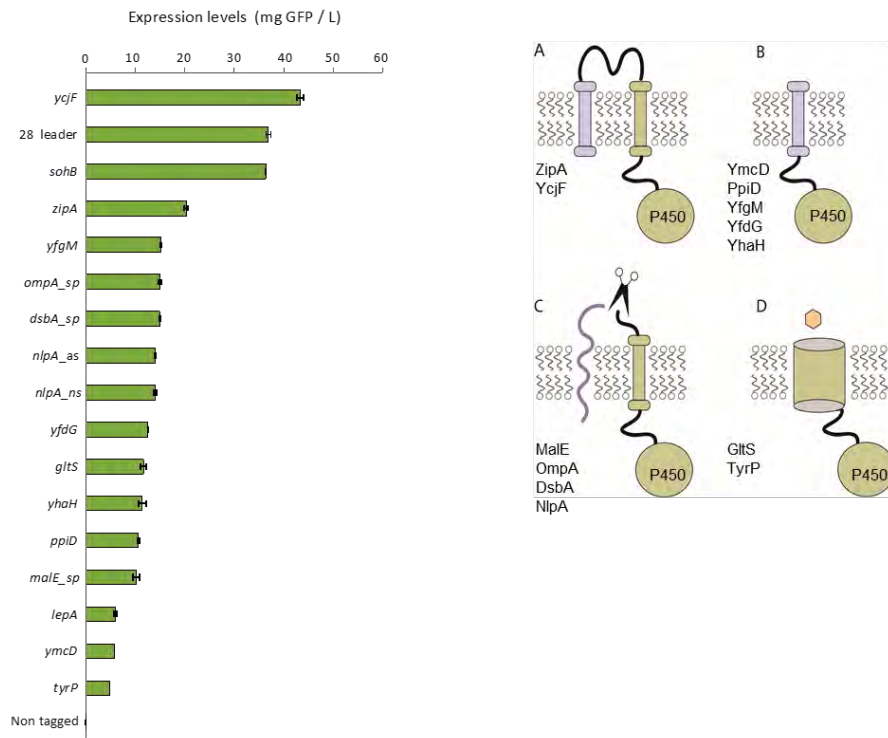 Expression levels (mg GFP / L)
0 10 20 30 40 50 60
ycjF
28 leader
sohB
zipA
yfgM
ompA_sp
dsbA_sp
nlpA_as
nlpA_ns
yfdG
gltS
yhaH
ppiD
malE_sp
lepA
ymcD
tyrP
Non tagged
A
ZipA
YcjF
P450
B
YmcD
PpiD
YfgM
YfdG
YhaH
P450
C
MalE
OmpA
DsbA
NlpA
P450
D
GltS
TyrP
P450